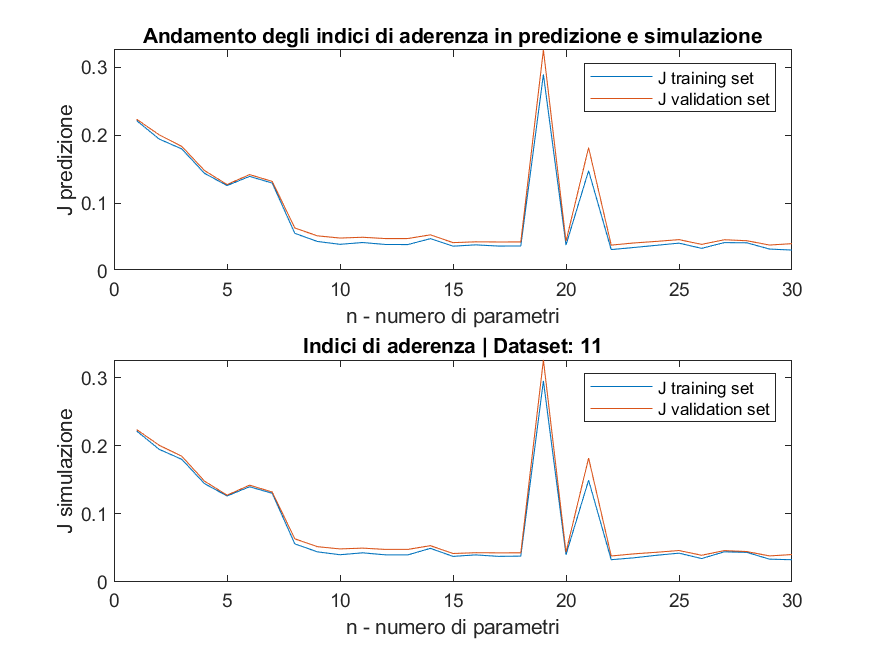 Andamento degli indici di aderenza in predizione e simulazione
J predizione
0.3
0.2
0.1
0
J training set
J validation set
0 5 10 15 20 25 30
n - numero di parametri
Indici di aderenza | Dataset: 11
J simulazione
0.3
0.2
0.1
0
J training set
J validation set
0 5 10 15 20 25 30
n - numero di parametri